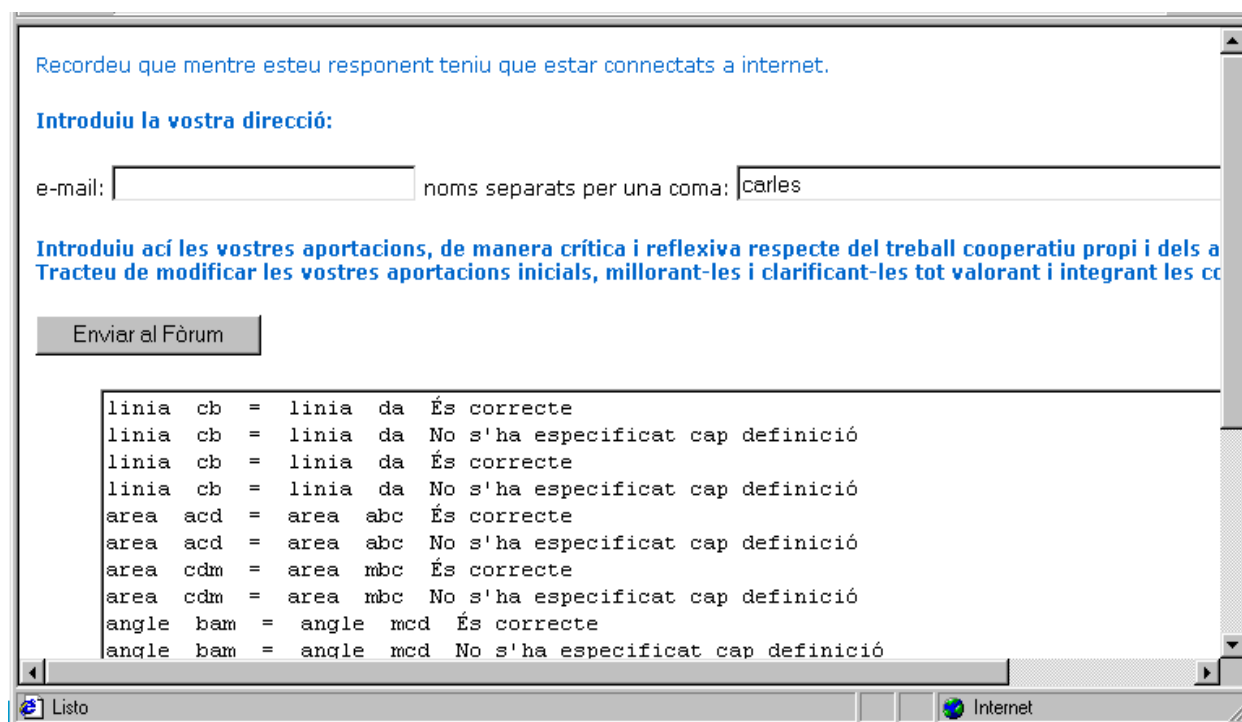 Recordeu que mentre esteu responent teniu que estar connectats a internet.
Introduiu la vostra direcció:
e-mail: noms separats per una coma: carles
Introduiu ací les vostres aportacions, de manera crítica i reflexiva respecte del treball cooperatiu propi i dels a
Tracteu de modificar les vostres aportacions inicials, millorant-les i clarificant-les tot valorant i integrant les co
Enviar al Fòrum
linia cb = linia da És correcte
linia cb = linia da No s'ha especificat cap definició
linia cb = linia da És correcte
linia cb = linia da No s'ha especificat cap definició
area acd = area abc És correcte
area acd = area abc No s'ha especificat cap definició
area cdm = area mbc És correcte
area cdm = area mbc No s'ha especificat cap definició
angle bam = angle mcd És correcte
angle bam = angle mcd No s'ha especificat cap definició
Listo Internet